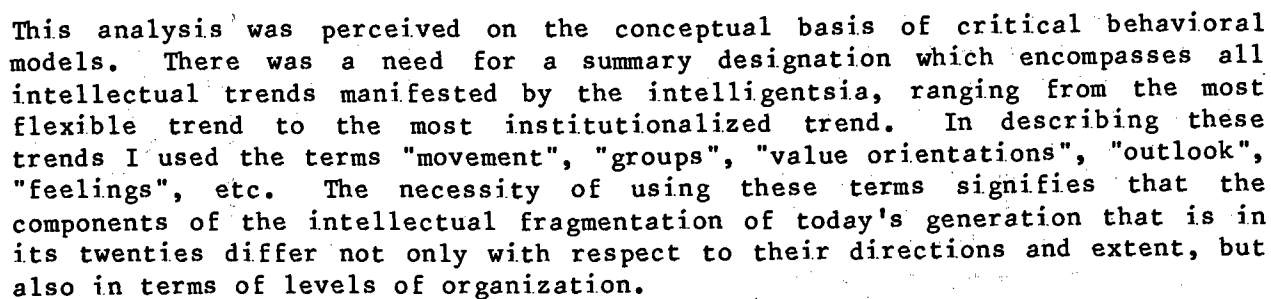 This analysis was perceived on the conceptual basis of critical behavioral
models. There was a need for a summary designation which encompasses all
intellectual trends manifested by the intelligentsia, ranging from the most
flexible trend to the most institutionalized trend. In describing these
trends I used the terms "movement", "groups", "value orientations", "outlook",
"feelings", etc. The necessity of using these terms signifies that the
components of the intellectual fragmentation of today's generation that is in
its twenties differ not only with respect to their directions and extent, but
also in terms of levels of organization.